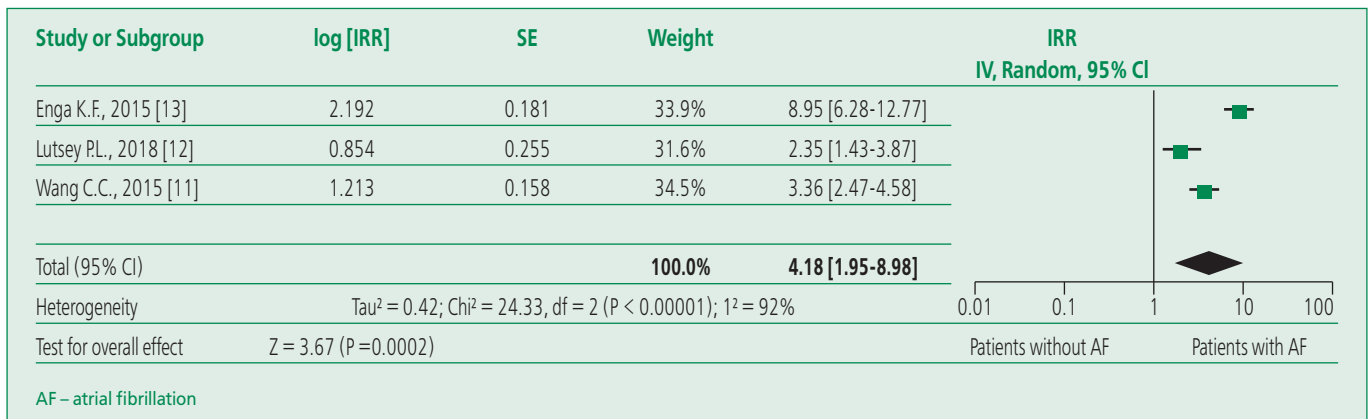 Study or Subgroup log [IRR] SE Weight IRR
IV, Random, 95% CI
Enga K.F., 2015 [13] 2.192 0.181 33.9% 8.95 [6.28-12.77]
Lutsey P.L., 2018 [12] 0.854 0.255 31.6% 2.35 [1.43-3.87]
Wang C.C., 2015 [11] 1.213 0.158 34.5% 3.36 [2.47-4.58]
Total (95% CI) 100.0% 4.18 [1.95-8.98]
Heterogeneity Tau² = 0.42; Chi² = 24.33, df = 2 (P < 0.00001); 1² = 92%
0.01 0.1 1 10 100
Test for overall effect Z = 3.67 (P =0.0002) Patients without AF Patients with AF
AF – atrial fibrillation